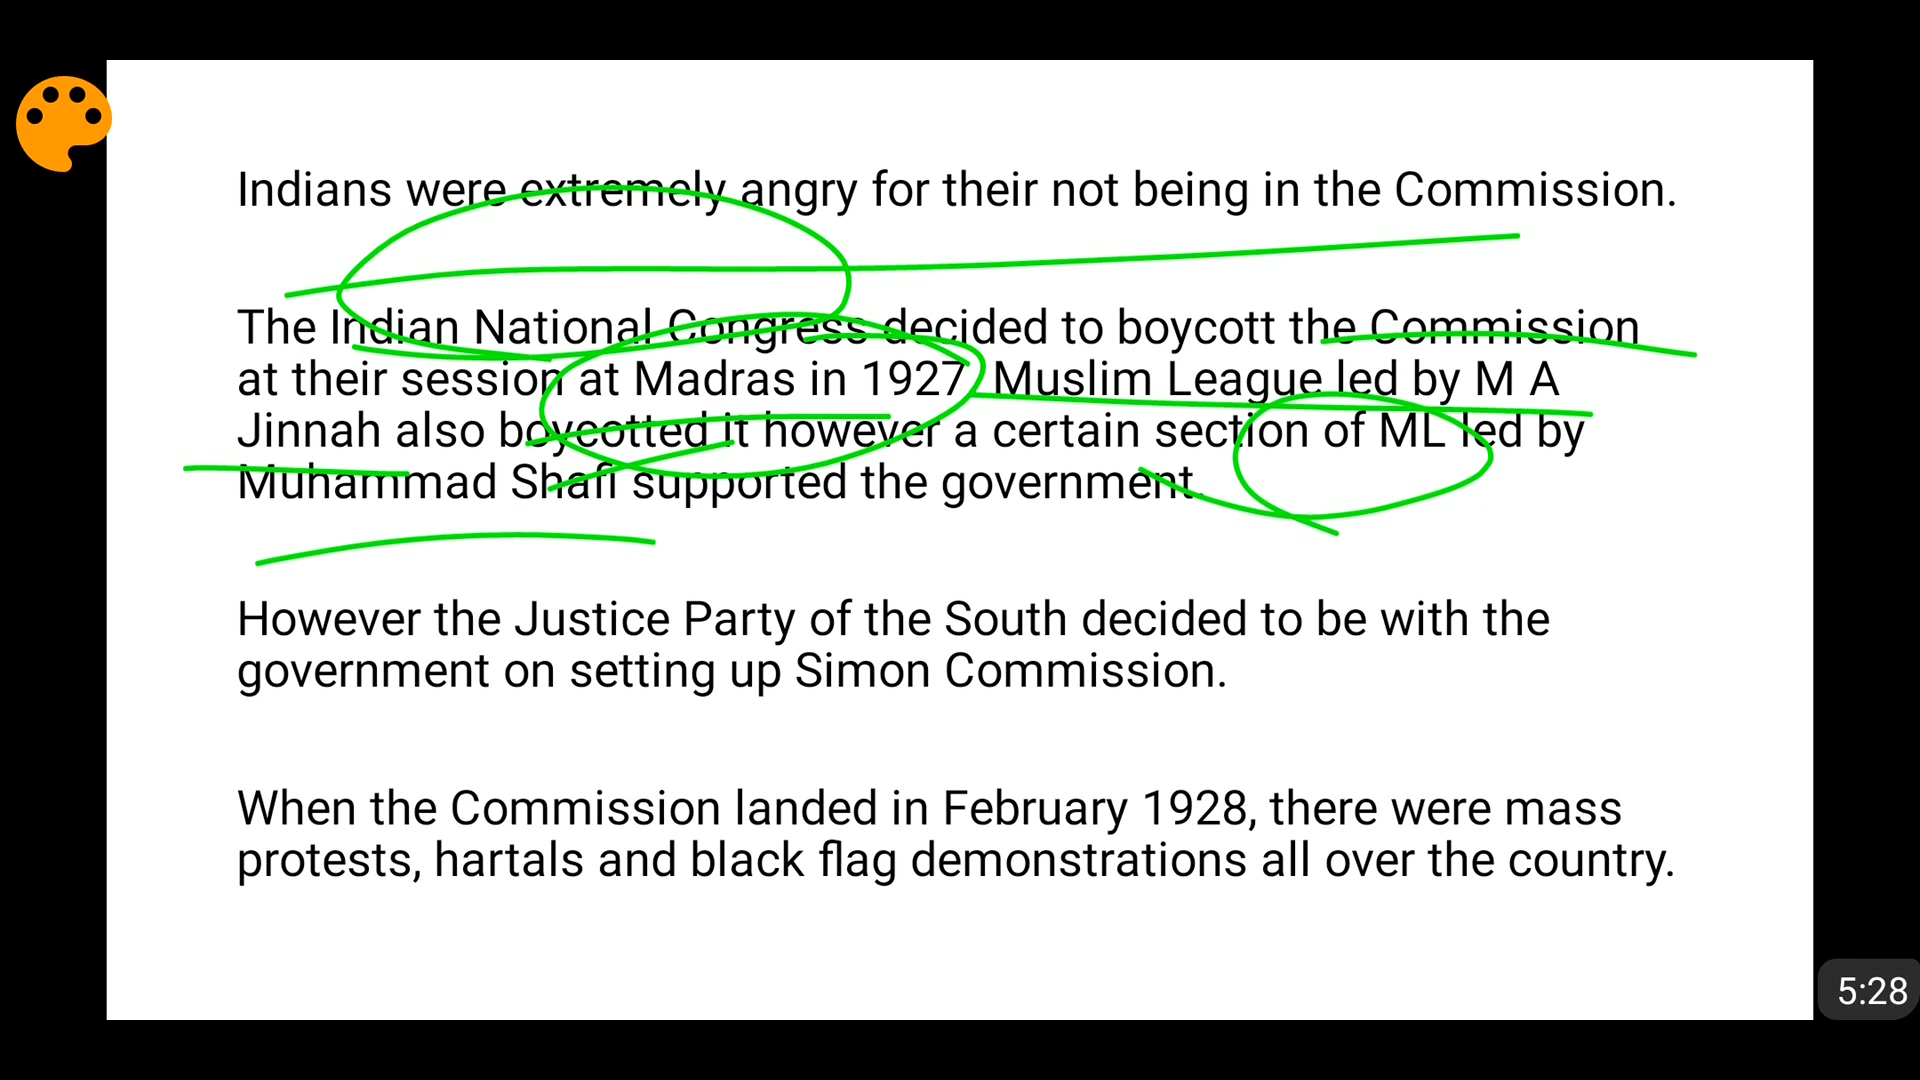 Indians were extremely angry for their not being in the Commission.
The Indian National Congress decided to boycott the Commission
at their session at Madras in 1927. Muslim League led by M A
Jinnah also boycotted it however a certain section of ML led by
Muhammad Shafi supported the government.
However the Justice Party of the South decided to be with the
government on setting up Simon Commission.
When the Commission landed in February 1928, there were mass
protests, hartals and black flag demonstrations all over the country.
5:28